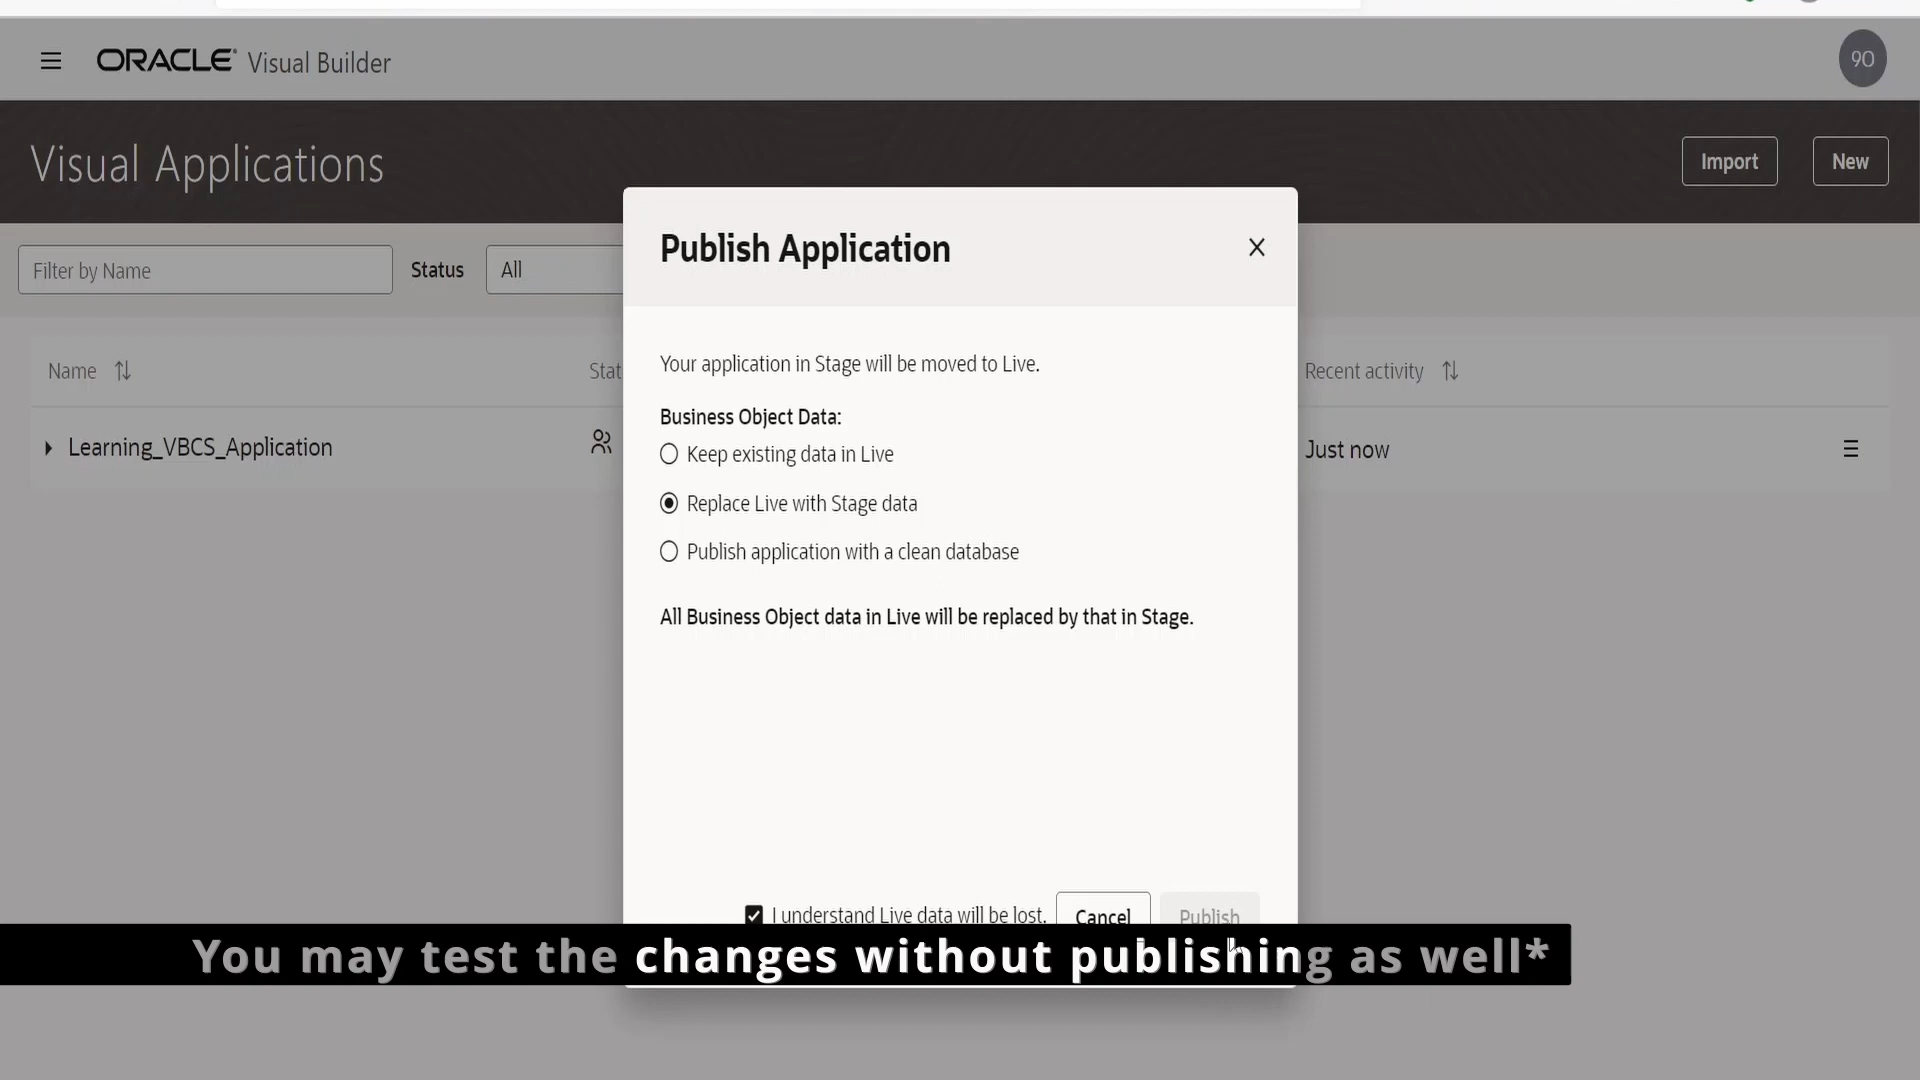 ORACLE Visual Builder
90
Visual Applications
Import
New
Filter by Name
Status
All
Publish Application
X
Your application in Stage will be moved to Live.
Business Object Data:
Keep existing data in Live
Replace Live with Stage data
Publish application with a clean database
All Business Object data in Live will be replaced by that in Stage.
Name
Stat
Recent activity
Learning_VBCS_Application
Just now
I understand Live data will be lost.
Cancel
Publish
You may test the changes without publishing as well*